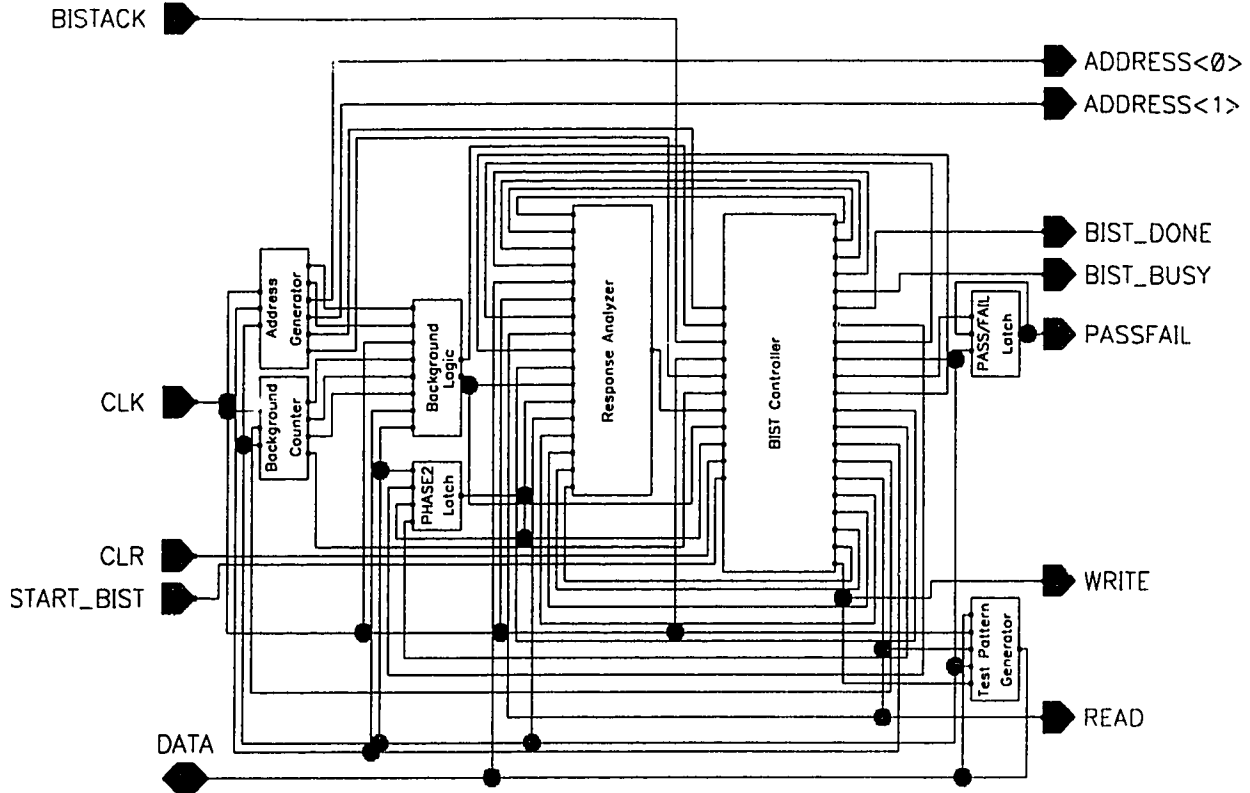 BISTACK
ADDRESS<0>
ADDRESS<1>
BIST_DONE
BIST_BUSY
PASSFAIL
Address
Generator
Background
Logic
Response Analyzer
BIST Controller
PASS/FAIL
Latch
CLK
Background
Counter
PHASE2
Latch
CLR
START_BIST
WRITE
Test Pattern
Generator
READ
DATA